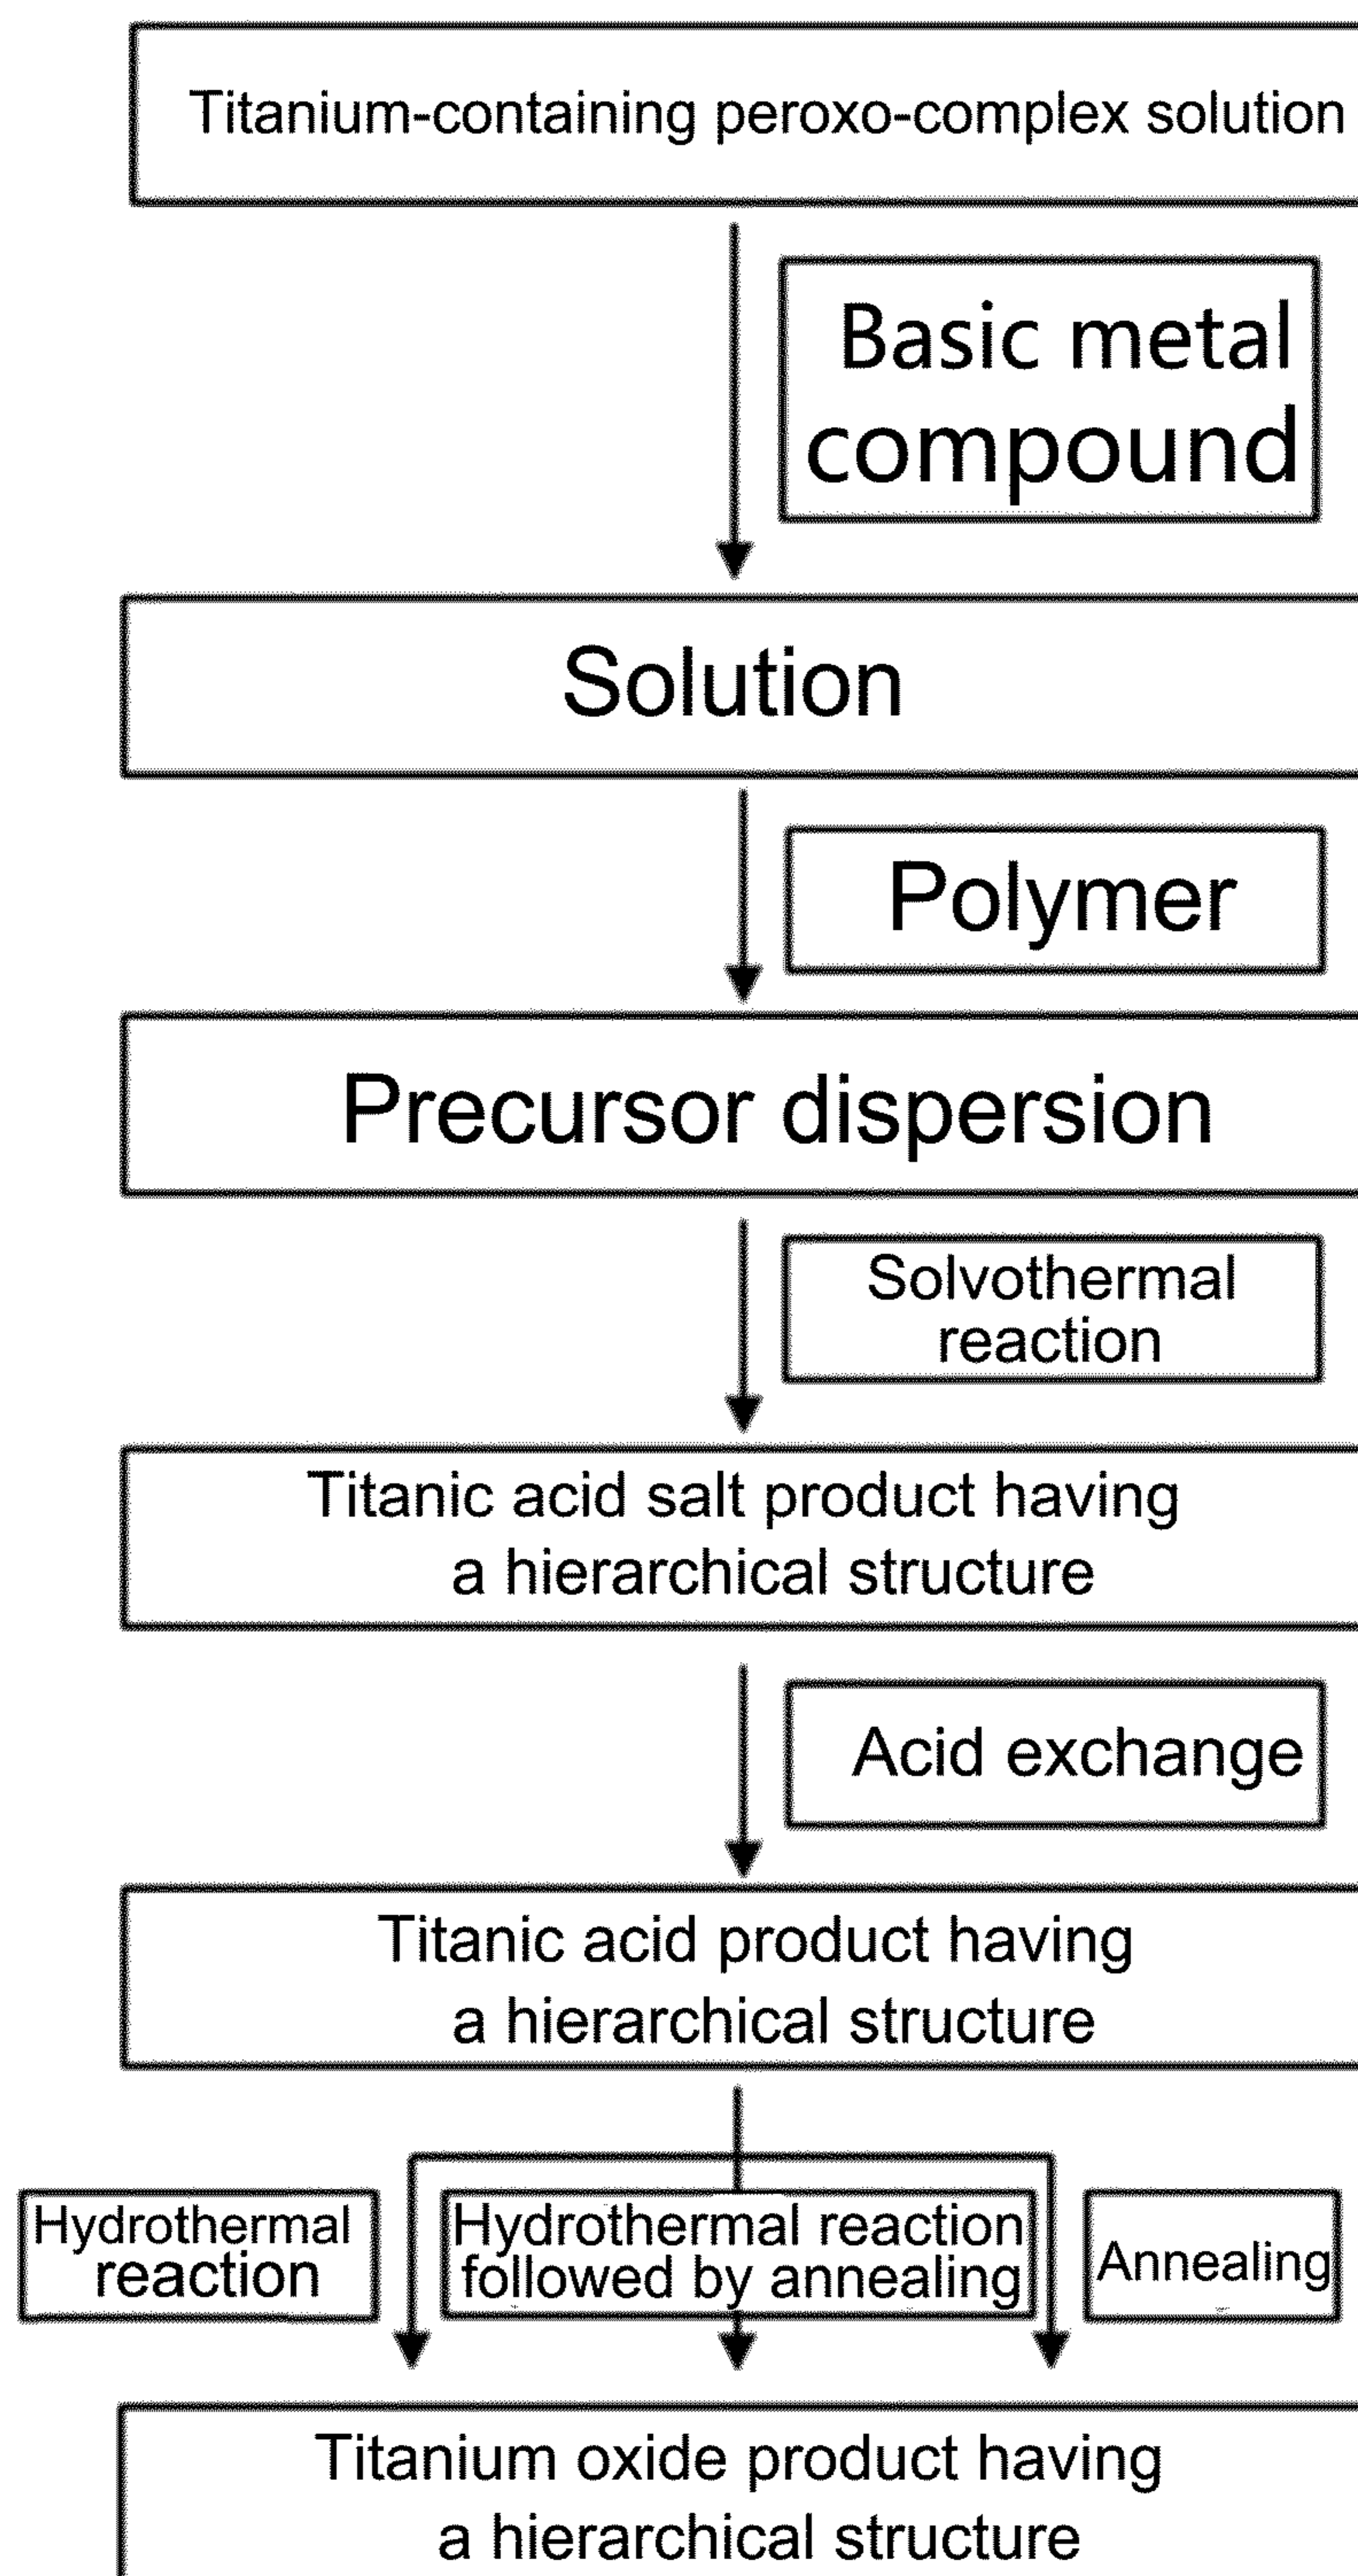 Titanium-containing peroxo-complex solution
Basic metal
compound
Solution
Polymer
Precursor dispersion
Solvothermal
reaction
Titanic acid salt product having
a hierarchical structure
Acid exchange
Titanic acid product having
a hierarchical structure
Hydrothermal
reaction
Hydrothermal reaction
followed by annealing
Annealing
Titanium oxide product having
a hierarchical structure